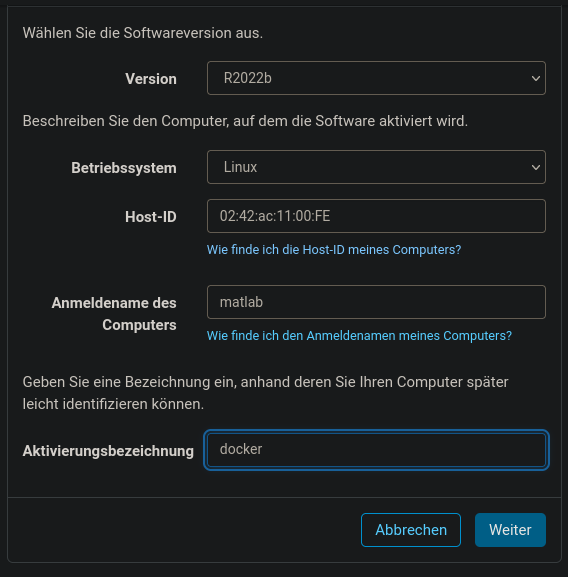 Wählen Sie die Softwareversion aus.
Version
R2022b
Beschreiben Sie den Computer, auf dem die Software aktiviert wird.
Betriebssystem
Linux
Host-ID
02:42:ac:11:00:FE
Wie finde ich die Host-ID meines Computers?
Anmeldename des
Computers
matlab
Wie finde ich den Anmeldenamen meines Computers?
Geben Sie eine Bezeichnung ein, anhand deren Sie Ihren Computer später
leicht identifizieren können.
Aktivierungsbezeichnung
docker
Abbrechen
Weiter